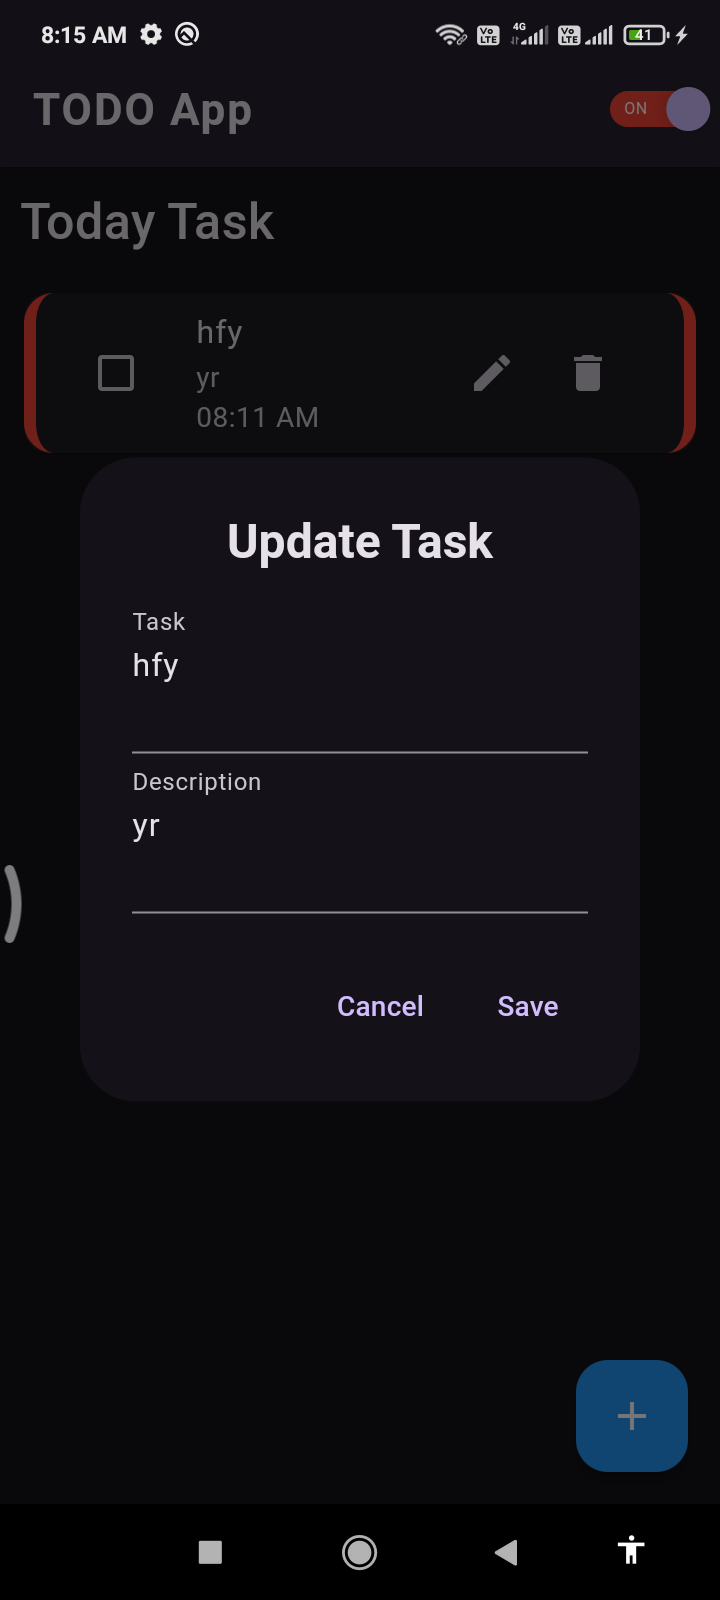 8:15 AM
Vo LTE 4G Vo LTE 41
TODO App
ON
Today Task
hfy
yr
08:11 AM
Update Task
Task
hfy
Description
yr
Cancel Save